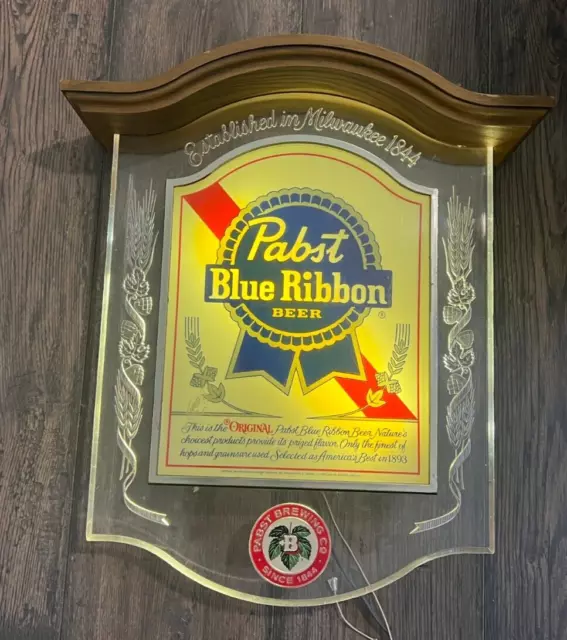 Established in Milwaukee 1844
Pabst
Blue Ribbon
BEER
®
This is the ORIGINAL Pabst Blue Ribbon Beer. Nature's
choicest products provide its prized flavor. Only the finest of
hops and grains are used. Selected as America's Best in 1893
PABST BREWING CO
B
SINCE 1844